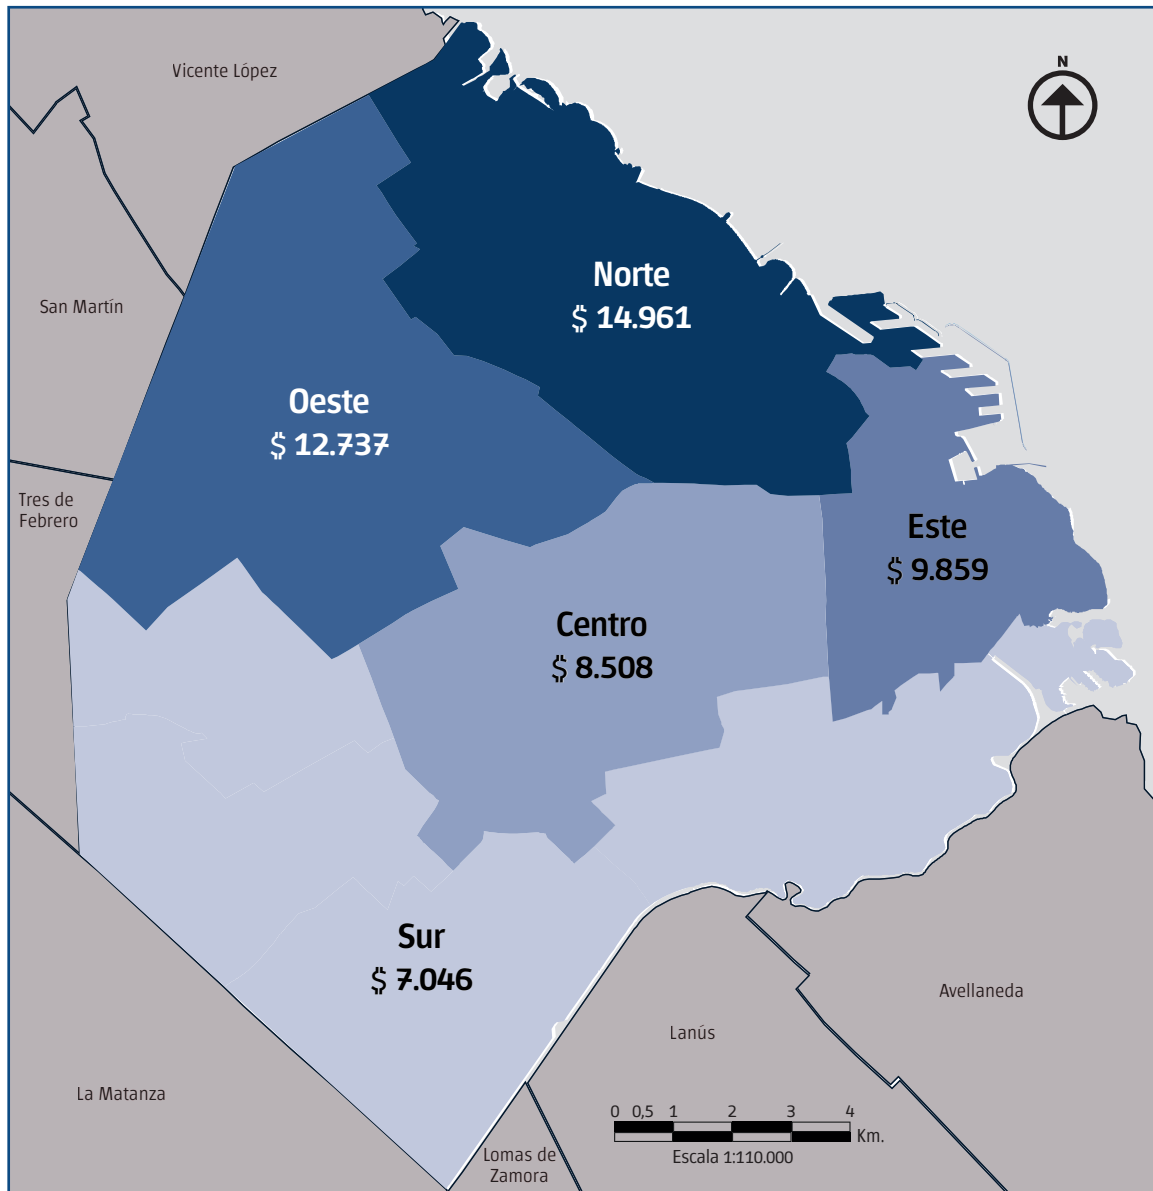 Vicente López
N
Norte
$ 14.961
San Martín
Oeste
$ 12.737
Tres de
Febrero
Este
$ 9.859
Centro
$ 8.508
Sur
$ 7.046
Avellaneda
Lanús
La Matanza
0 0,5 1 2 3 4
Km.
Escala 1:110.000
Lomas de
Zamora